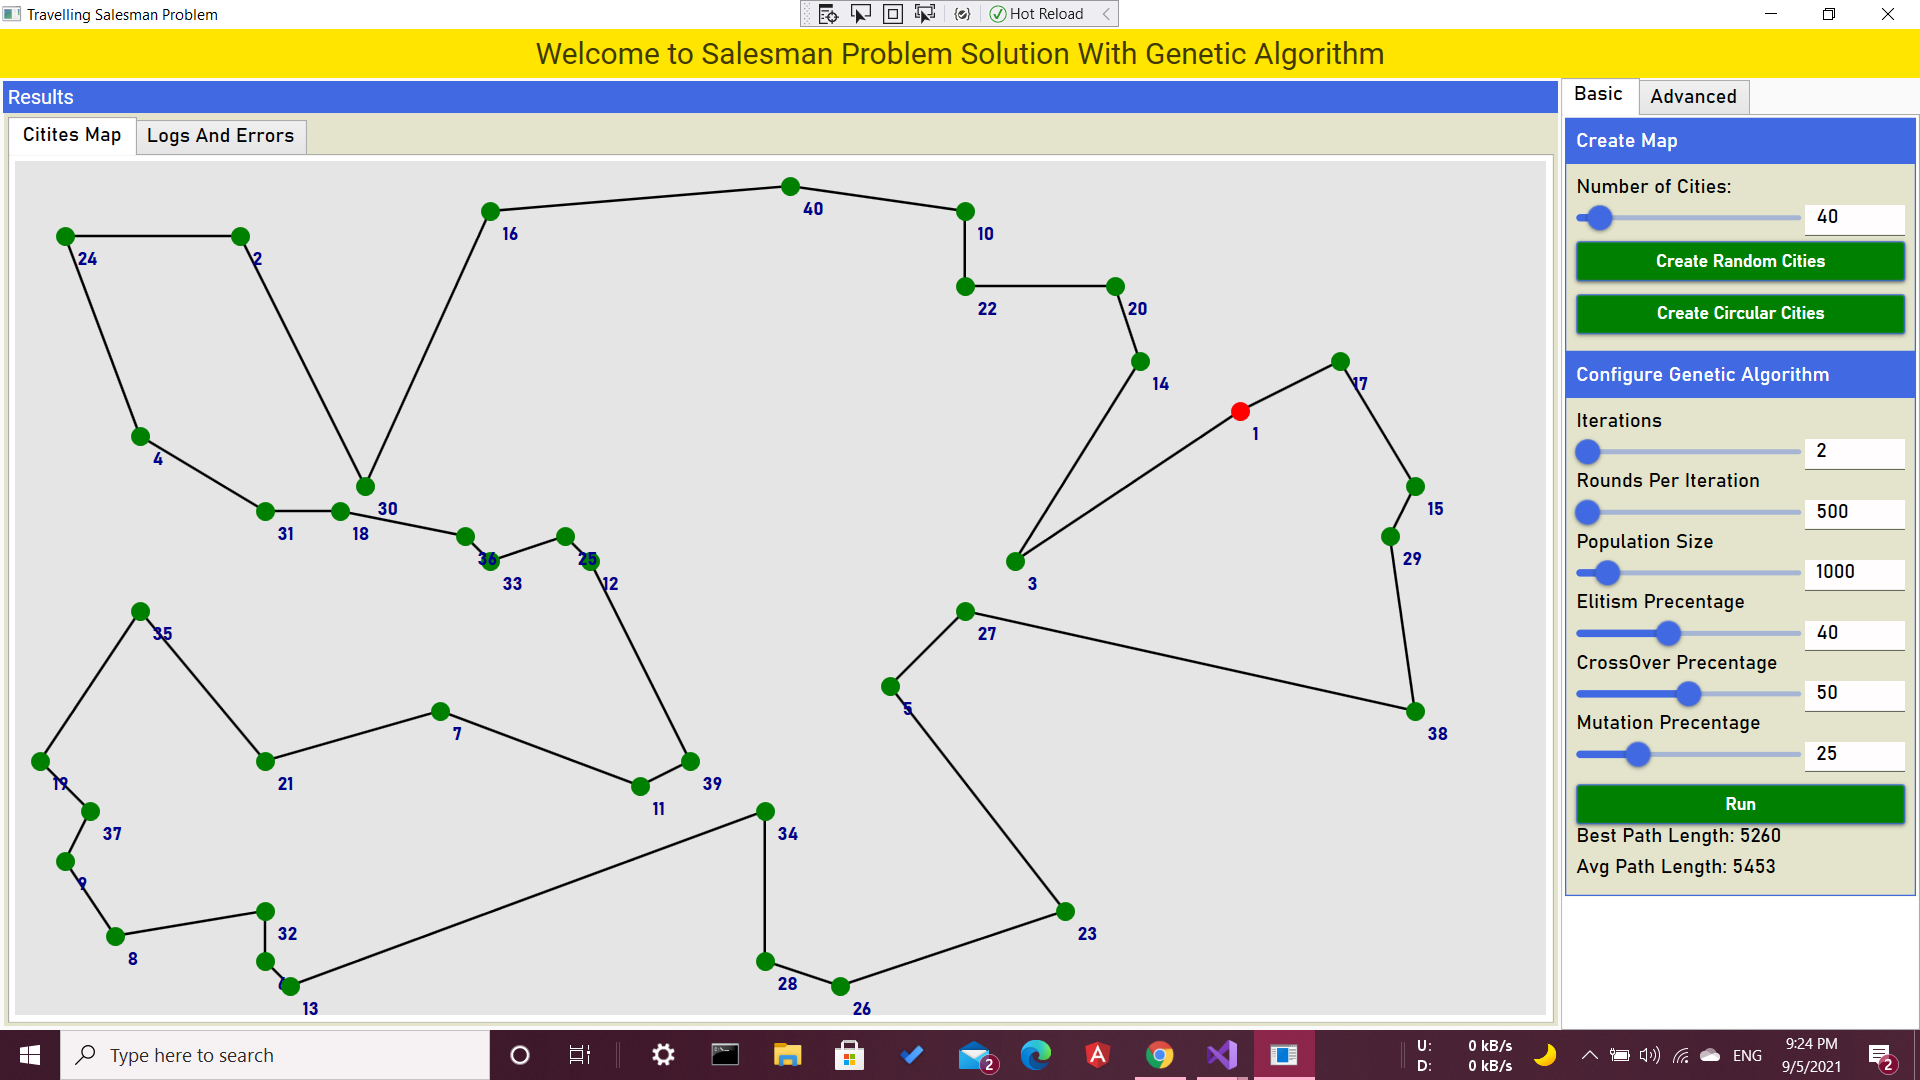 Travelling Salesman Problem
Hot Reload
Welcome to Salesman Problem Solution With Genetic Algorithm
Results
Basic
Advanced
Citites Map
Logs And Errors
Create Map
Number of Cities:
40
Create Random Cities
Create Circular Cities
Configure Genetic Algorithm
Iterations
2
Rounds Per Iteration
500
Population Size
1000
Elitism Precentage
40
CrossOver Precentage
50
Mutation Precentage
25
Run
Best Path Length: 5260
Avg Path Length: 5453
40
16
10
24
2
22
20
14
17
1
4
30
15
31
18
36
25
29
33
12
3
35
27
5
7
38
19
21
39
11
37
34
9
32
23
8
28
13
26
Type here to search
2
U:
0 kB/s
D:
0 kB/s
ENG
9:24 PM
9/5/2021
2